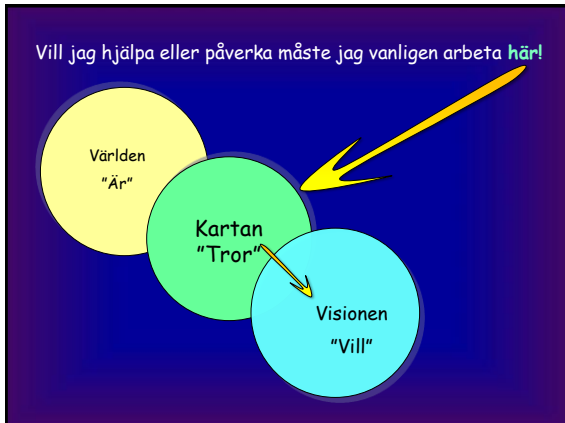 Vill jag hjälpa eller påverka måste jag vanligen arbeta här!
Världen
"Är"
Kartan
"Tror"
Visionen
"Vill"